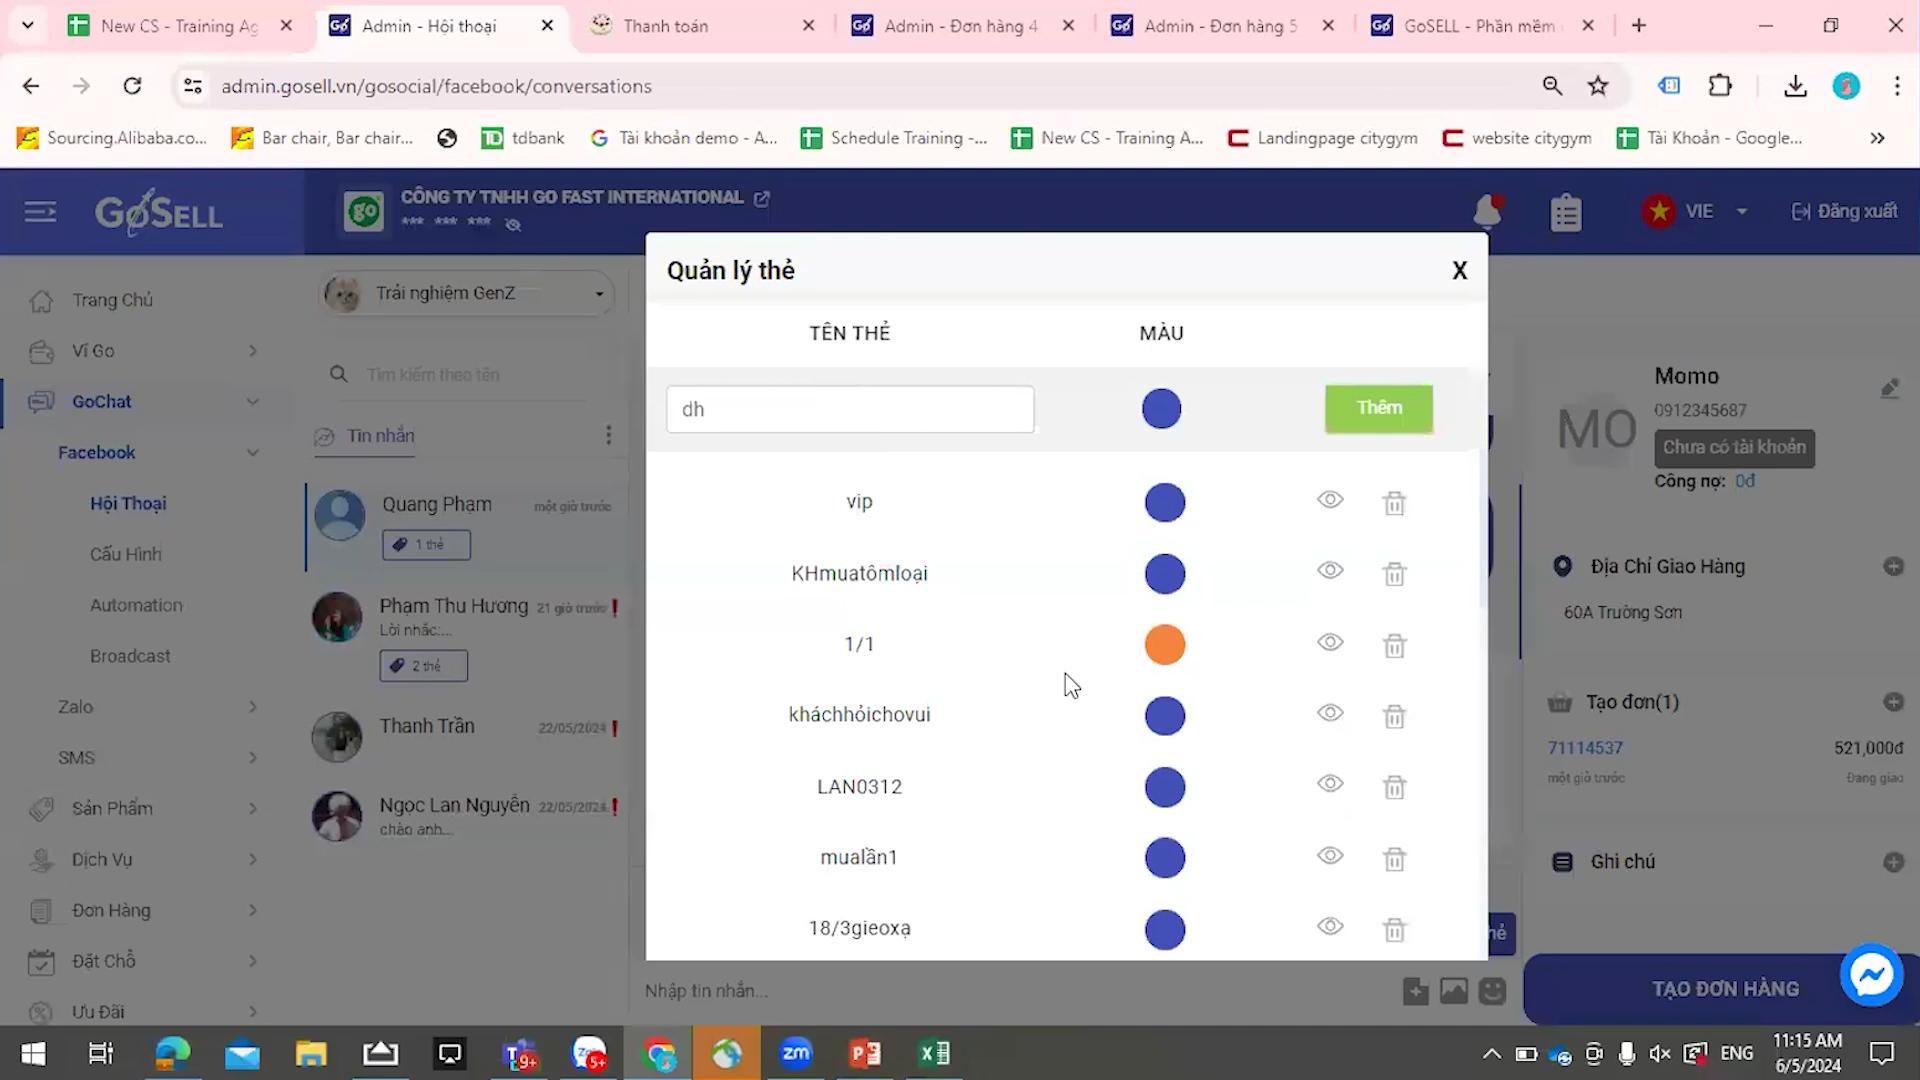 New CS - Training Ag
Admin - Hội thoại
Thanh toán
Admin - Đơn hàng 4
Admin - Đơn hàng 5
GoSELL - Phần mềm
admin.gosell.vn/gosocial/facebook/conversations
Sourcing.Alibaba.co...
Bar chair, Bar chair...
tdbank
Tài khoản demo - A...
Schedule Training -...
New CS - Training A...
Landingpage citygym
website citygym
Tài Khoản - Google...
GoSELL
go
CÔNG TY TNHH GO FAST INTERNATIONAL
*** *** ***
VIE
Đăng xuất
Trang Chủ
Ví Go
GoChat
Facebook
Hội Thoại
Cấu Hình
Automation
Broadcast
Zalo
SMS
Sản Phẩm
Dịch Vụ
Đơn Hàng
Đặt Chỗ
Ưu Đãi
Trải nghiệm GenZ
Tìm kiếm theo tên
Tin nhắn
Quang Phạm
một giờ trước
1 thẻ
Phạm Thu Hương
21 giờ trước
Lời nhắc:...
2 thẻ
Thanh Trần
22/05/2024
Ngọc Lan Nguyễn
22/05/2024
chào anh...
Quản lý thẻ
X
TÊN THẺ
MÀU
dh
Thêm
vip
KHmuatômloại
1/1
kháchhỏichovui
LAN0312
mualần1
18/3gieoxạ
Nhập tin nhắn...
MO
Momo
0912345687
Chưa có tài khoản
Công nợ: 0đ
Địa Chỉ Giao Hàng
60A Trường Sơn
Tạo đơn(1)
71114537
521,000đ
một giờ trước
Đang giao
Ghi chú
TẠO ĐƠN HÀNG
9+
5+
zm
ENG
11:15 AM
6/5/2024